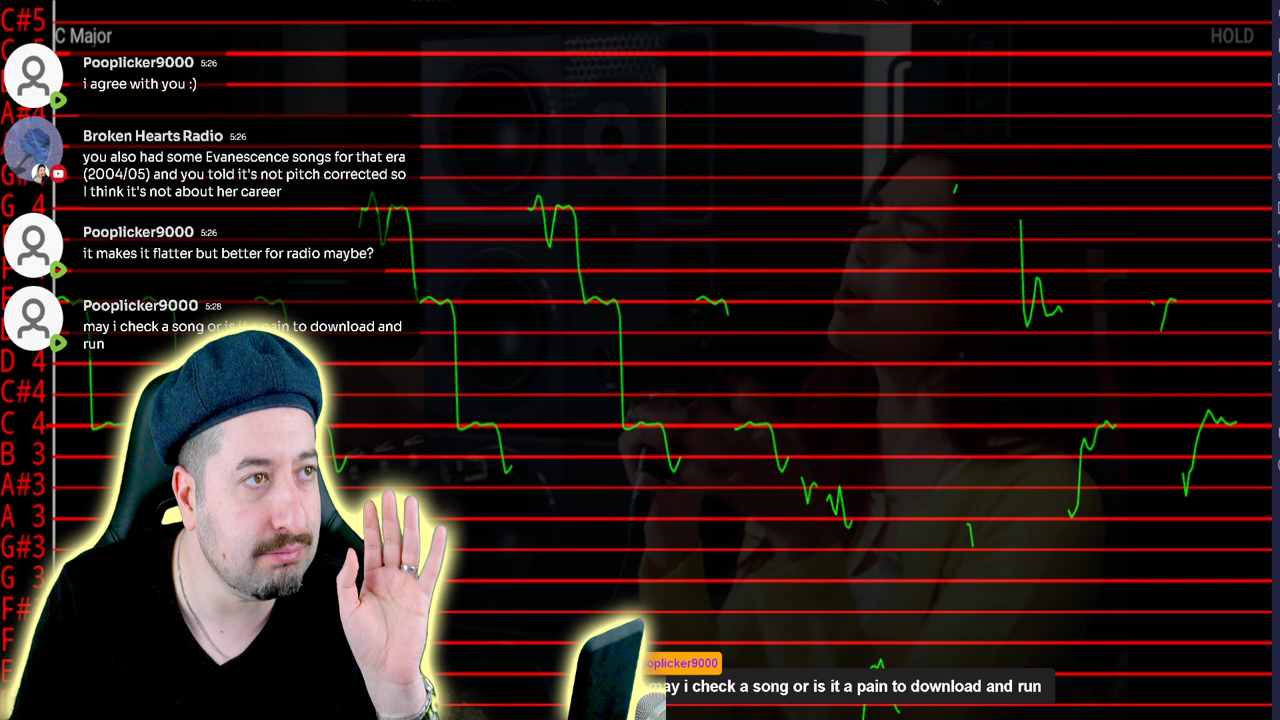 C#5
C Major
HOLD
Pooplicker9000 5:26
i agree with you :)
A#4
Broken Hearts Radio 5:26
you also had some Evanescence songs for that era
(2004/05) and you told it's not pitch corrected so
I think it's not about her career
G 4
Pooplicker9000 5:26
it makes it flatter but better for radio maybe?
Pooplicker9000 5:28
may i check a song or is it a pain to download and
run
D 4
C#4
C 4
B 3
A#3
A 3
G#3
G 3
F#
F
E
oplicker9000
may i check a song or is it a pain to download and run